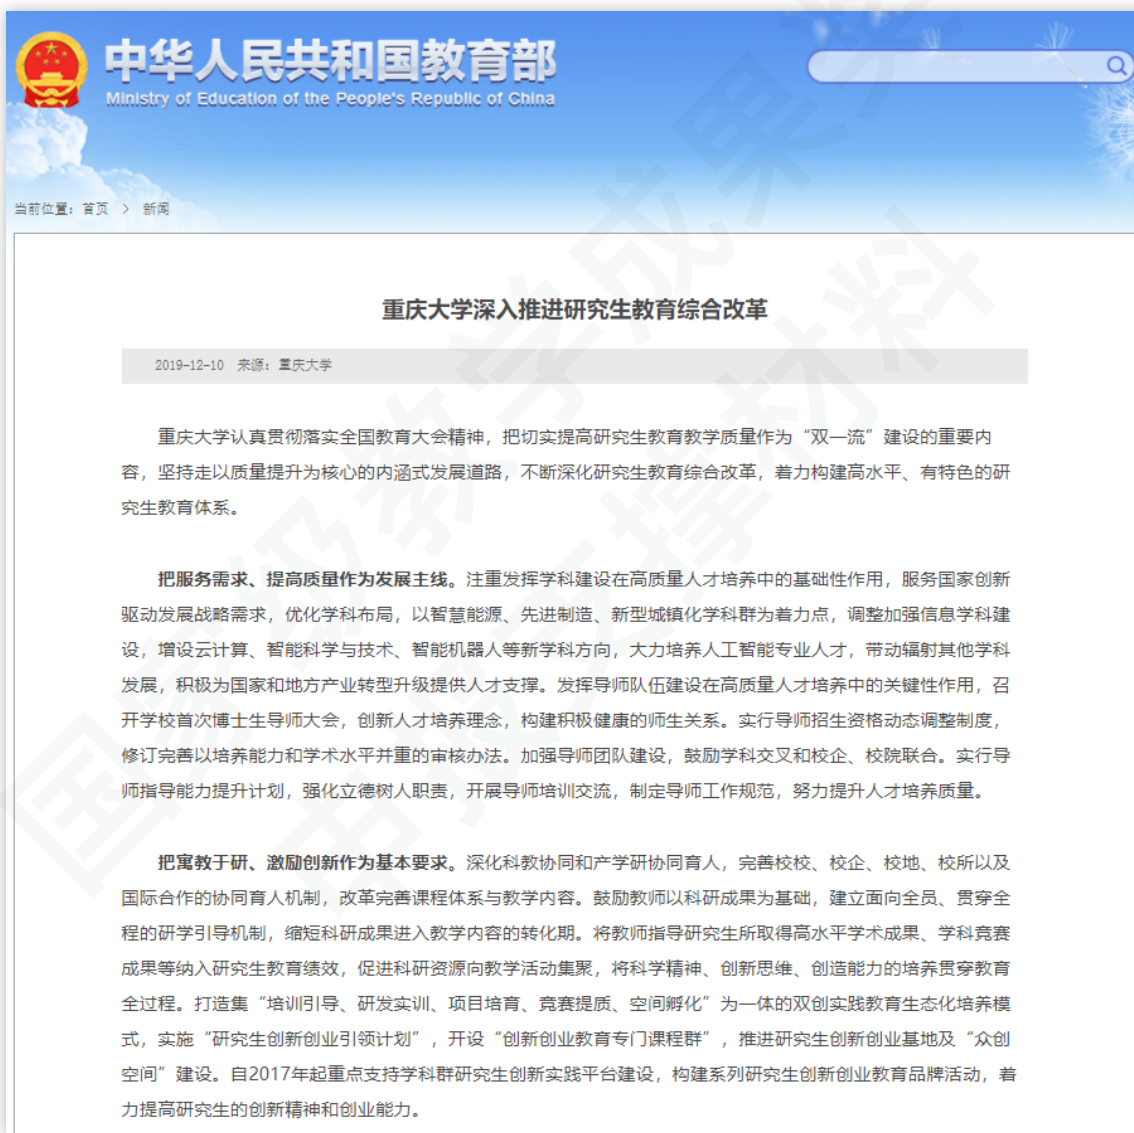 中华人民共和国教育部
Ministry of Education of the People's Republic of China
当前位置：首页 > 新闻
重庆大学深入推进研究生教育综合改革
2019-12-10 来源：重庆大学
重庆大学认真贯彻落实全国教育大会精神，把切实提高研究生教育教学质量作为“双一流”建设的重要内
容，坚持走以质量提升为核心的内涵式发展道路，不断深化研究生教育综合改革，着力构建高水平、有特色的研
究生教育体系。
把服务需求、提高质量作为发展主线。注重发挥学科建设在高质量人才培养中的基础性作用，服务国家创新
驱动发展战略需求，优化学科布局，以智慧能源、先进制造、新型城镇化学科群为着力点，调整加强信息学科建
设，增设云计算、智能科学与技术、智能机器人等新学科方向，大力培养人工智能专业人才，带动辐射其他学科
发展，积极为国家和地方产业转型升级提供人才支撑。发挥导师队伍建设在高质量人才培养中的关键性作用，召
开学校首次博士生导师大会，创新人才培养理念，构建积极健康的师生关系。实行导师招生资格动态调整制度，
修订完善以培养能力和学术水平并重的审核办法。加强导师团队建设，鼓励学科交叉和校企、校院联合。实行导
师指导能力提升计划，强化立德树人职责，开展导师培训交流，制定导师工作规范，努力提升人才培养质量。
把寓教于研、激励创新作为基本要求。深化科教协同和产学研协同育人，完善校校、校企、校地、校所以及
国际合作的协同育人机制，改革完善课程体系与教学内容。鼓励教师以科研成果为基础，建立面向全员、贯穿全
程的研学引导机制，缩短科研成果进入教学内容的转化期。将教师指导研究生所取得高水平学术成果、学科竞赛
成果等纳入研究生教育绩效，促进科研资源向教学活动集聚，将科学精神、创新思维、创造能力的培养贯穿教育
全过程。打造集“培训引导、研发实训、项目培育、竞赛提质、空间孵化”为一体的双创实践教育生态化培养模
式，实施“研究生创新创业引领计划”，开设“创新创业教育专门课程群”，推进研究生创新创业基地及“众创
空间”建设。自2017年起重点支持学科群研究生创新实践平台建设，构建系列研究生创新创业教育品牌活动，着
力提高研究生的创新精神和创业能力。
国家级教学成果奖
申报支撑材料